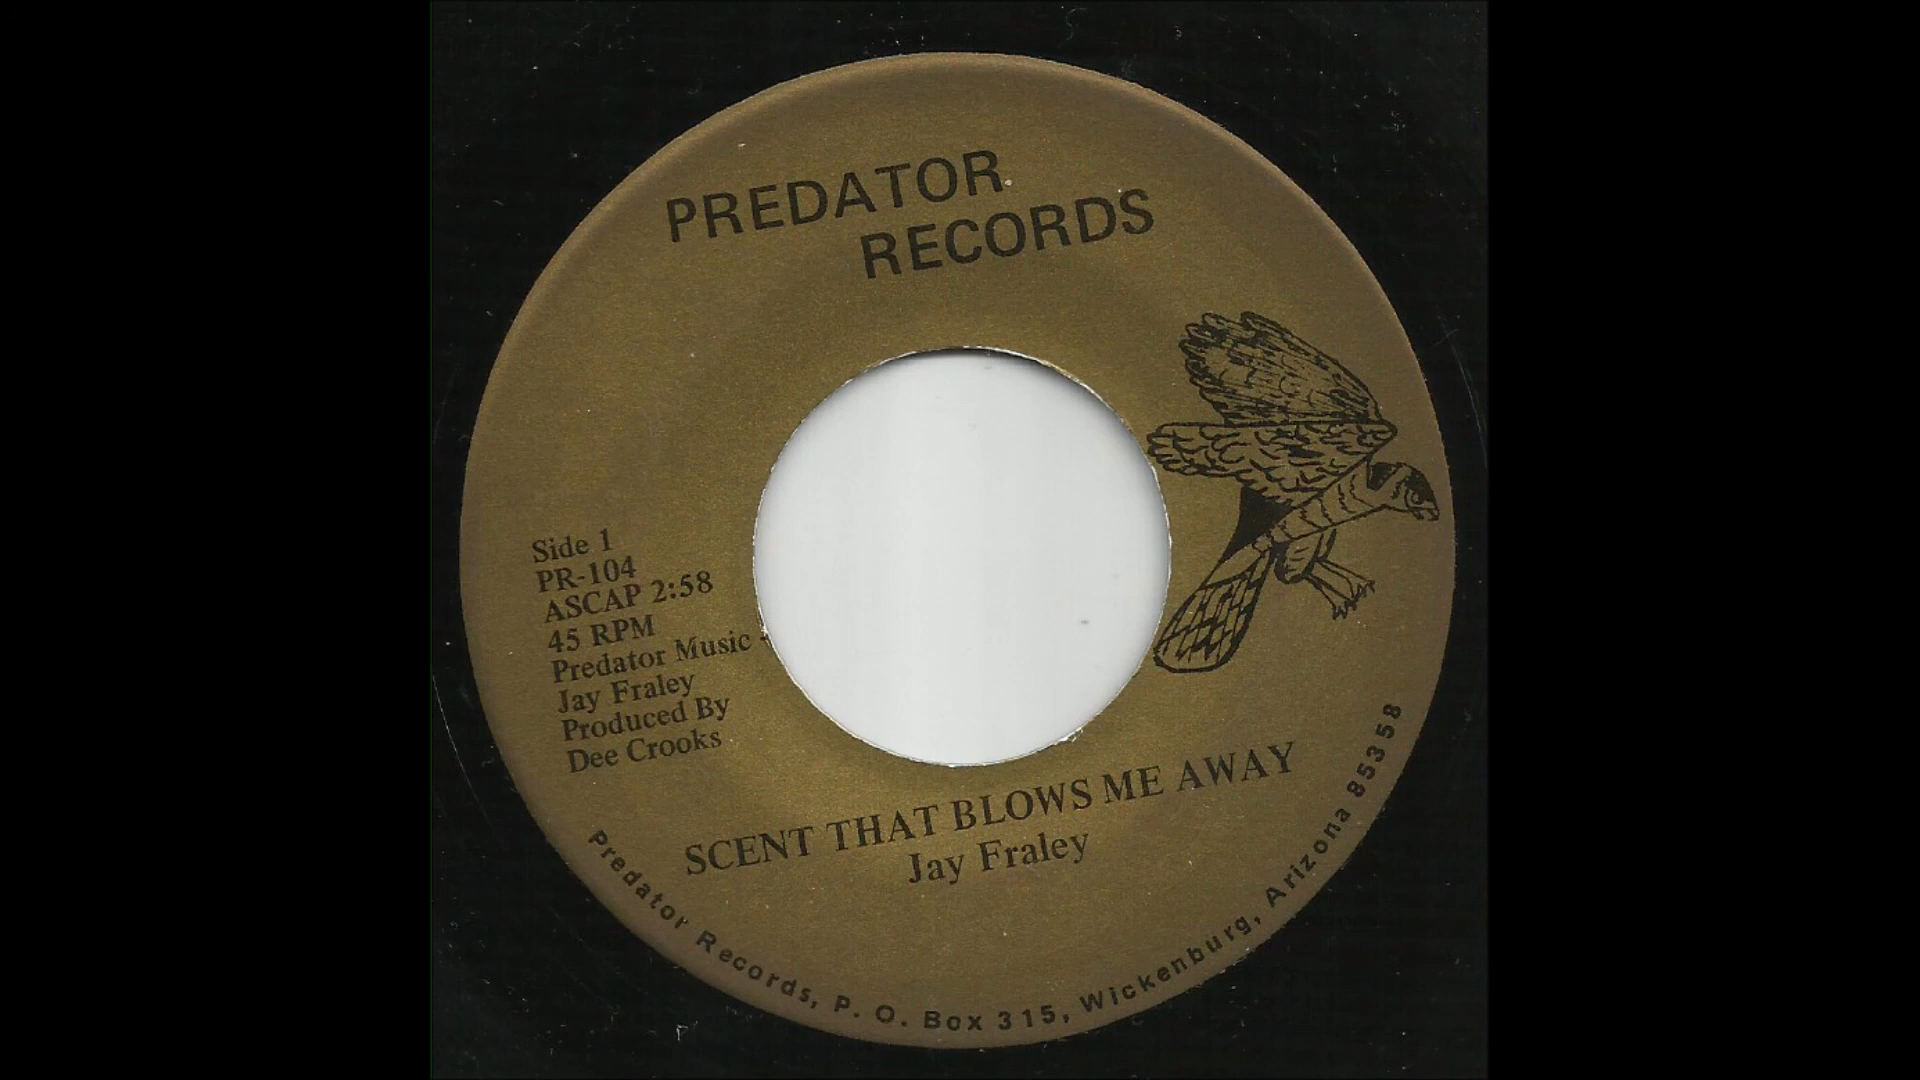 PREDATOR
RECORDS
Side 1
PR-104
ASCAP 2:58
45 RPM
Predator Music -
Jay Fraley
Produced By
Dee Crooks
SCENT THAT BLOWS ME AWAY
Jay Fraley
Predator Records, P. O. Box 315, Wickenburg, Arizona 85358